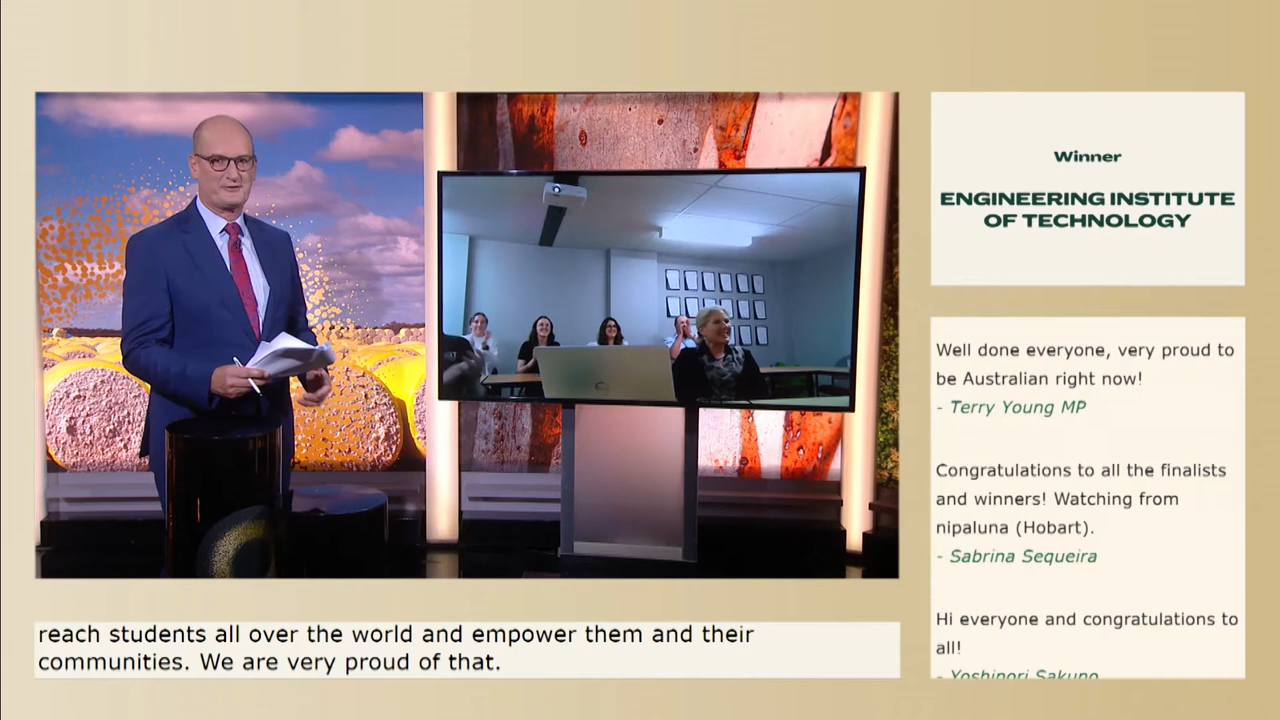 Winner
ENGINEERING INSTITUTE
OF TECHNOLOGY
Well done everyone, very proud to
be Australian right now!
- Terry Young MP
Congratulations to all the finalists
and winners! Watching from
nipaluna (Hobart).
- Sabrina Sequeira
Hi everyone and congratulations to
all!
- Yoshinori Sakuno
reach students all over the world and empower them and their
communities. We are very proud of that.